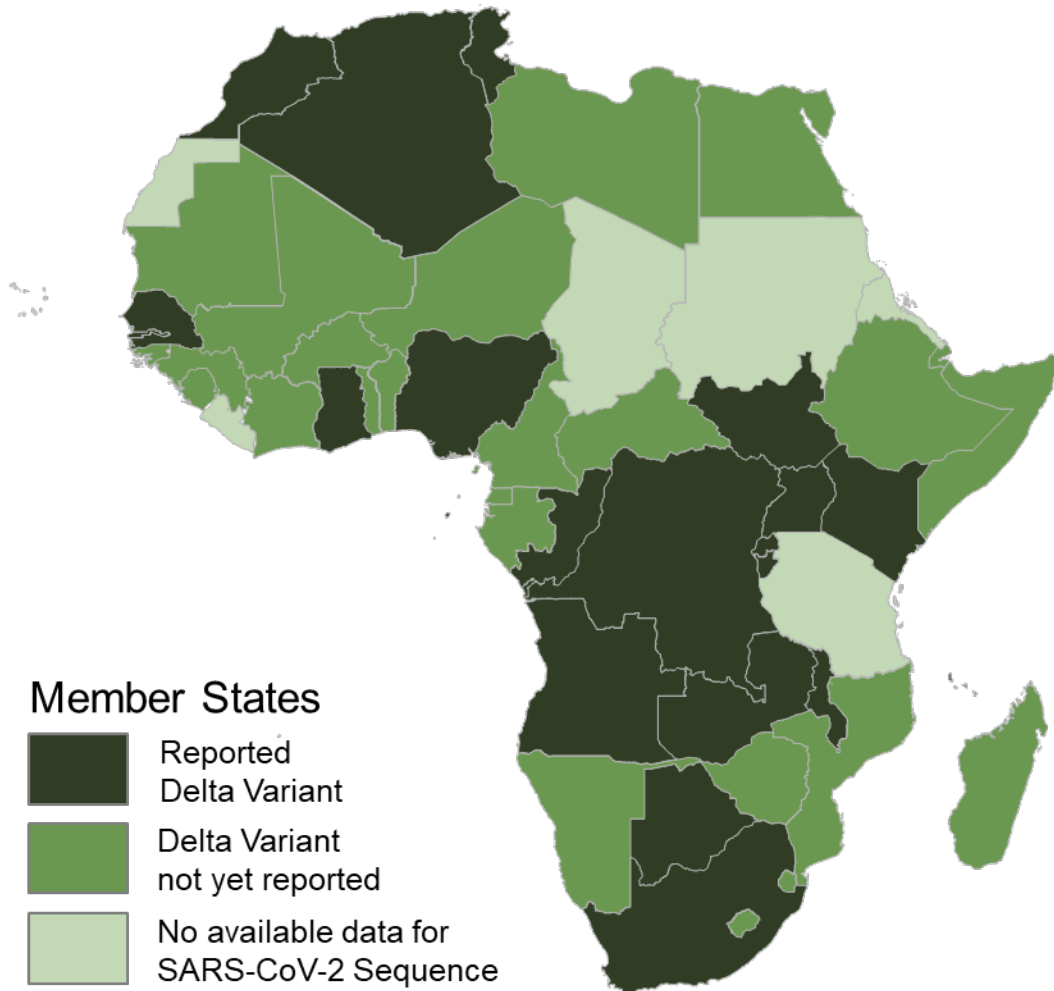 Member States
Reported
Delta Variant
Delta Variant
not yet reported
No available data for
SARS-CoV-2 Sequence